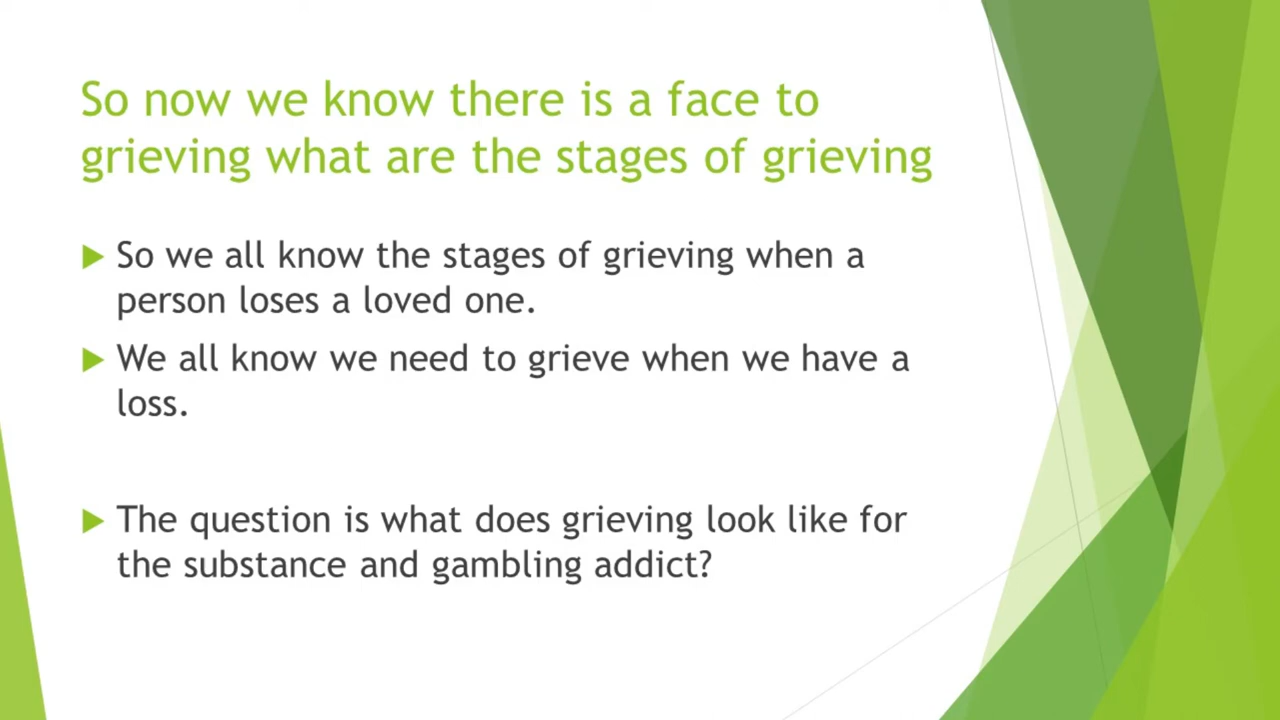 So now we know there is a face to
grieving what are the stages of grieving
So we all know the stages of grieving when a
person loses a loved one.
We all know we need to grieve when we have a
loss.
The question is what does grieving look like for
the substance and gambling addict?